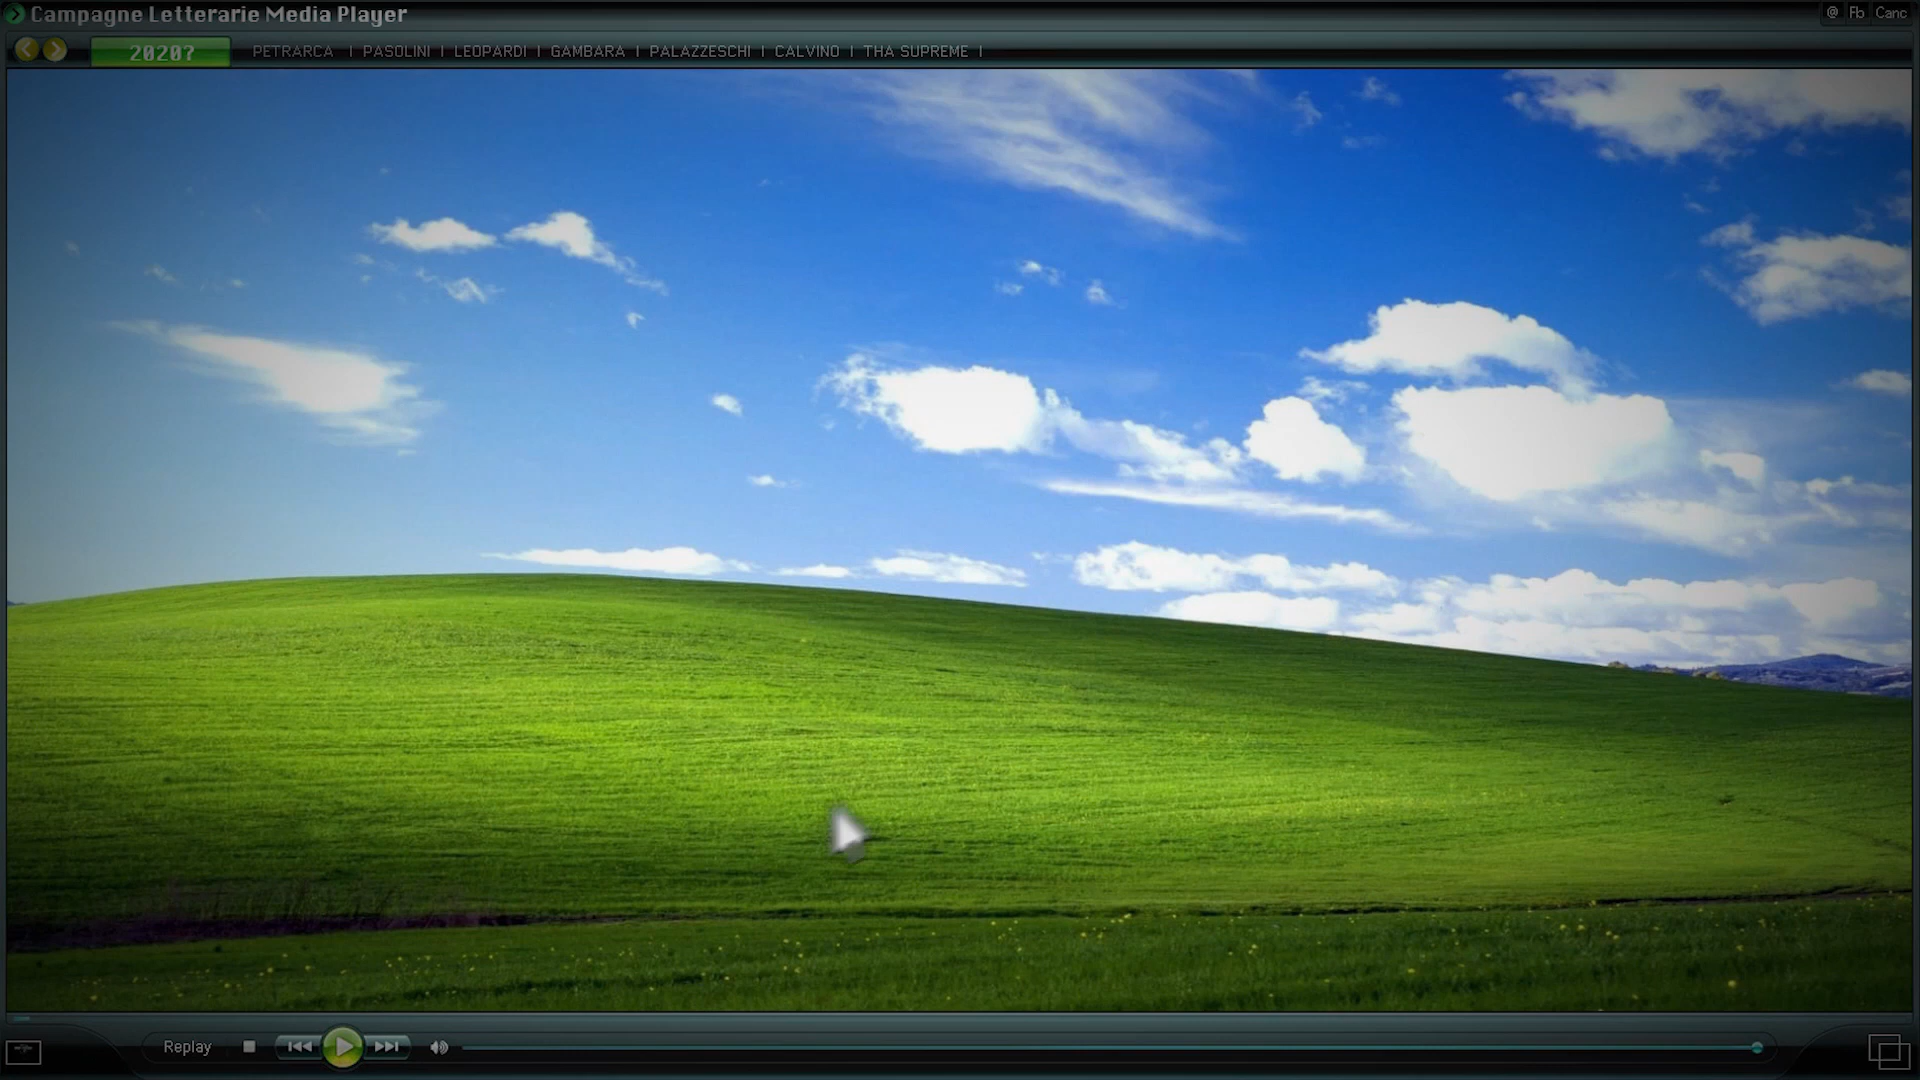 Campagne Letterarie Media Player
@ Fb Canc
2020? PETRARCA | PASOLINI | LEOPARDI | GAMBARA | PALAZZESCHI | CALVINO | THA SUPREME |
Replay